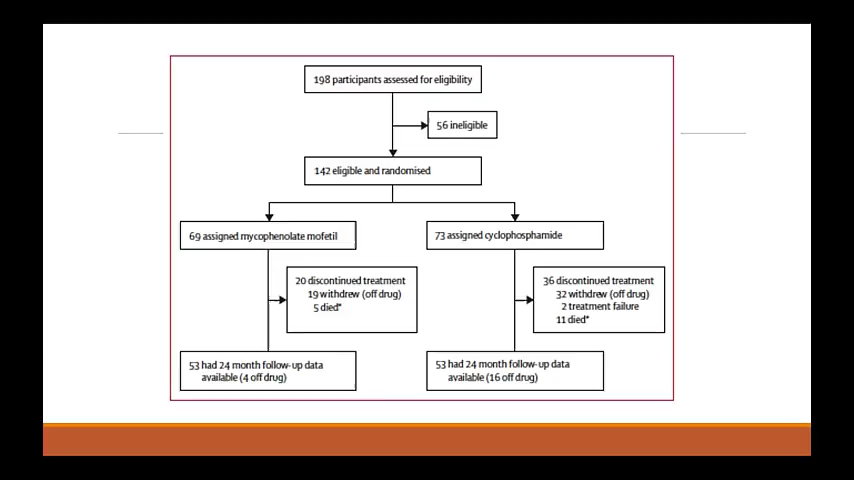 198 participants assessed for eligibility
56 ineligible
142 eligible and randomised
69 assigned mycophenolate mofetil
73 assigned cyclophosphamide
20 discontinued treatment
19 withdrew (off drug)
5 died*
36 discontinued treatment
32 withdrew (off drug)
2 treatment failure
11 died*
53 had 24 month follow-up data
available (4 off drug)
53 had 24 month follow-up data
available (16 off drug)